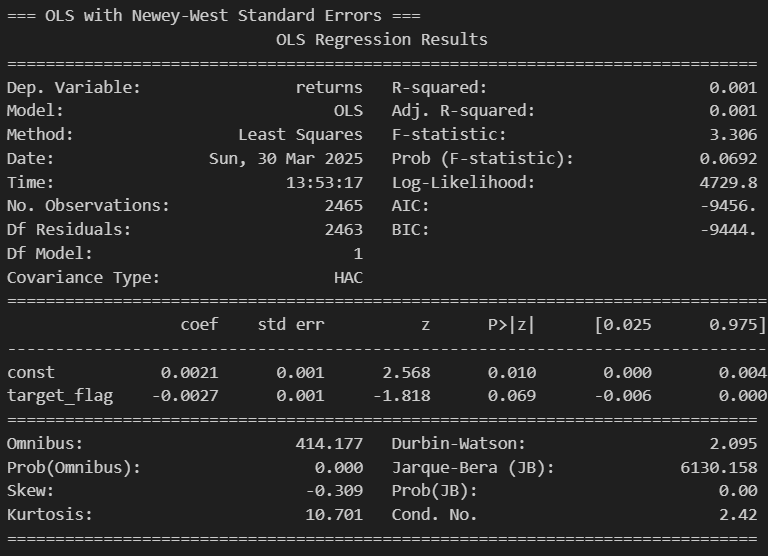 === OLS with Newey-West Standard Errors ===
                            OLS Regression Results
==============================================================================
Dep. Variable:                returns   R-squared:                       0.001
Model:                            OLS   Adj. R-squared:                  0.001
Method:                 Least Squares   F-statistic:                     3.306
Date:                Sun, 30 Mar 2025   Prob (F-statistic):             0.0692
Time:                        13:53:17   Log-Likelihood:                 4729.8
No. Observations:                2465   AIC:                            -9456.
Df Residuals:                    2463   BIC:                            -9444.
Df Model:                           1
Covariance Type:                  HAC
===============================================================================
                  coef    std err          z      P>|z|      [0.025      0.975]
-------------------------------------------------------------------------------
const           0.0021      0.001      2.568      0.010       0.000       0.004
target_flag    -0.0027      0.001     -1.818      0.069      -0.006       0.000
==============================================================================
Omnibus:                      414.177   Durbin-Watson:                   2.095
Prob(Omnibus):                  0.000   Jarque-Bera (JB):             6130.158
Skew:                          -0.309   Prob(JB):                         0.00
Kurtosis:                      10.701   Cond. No.                         2.42
==============================================================================